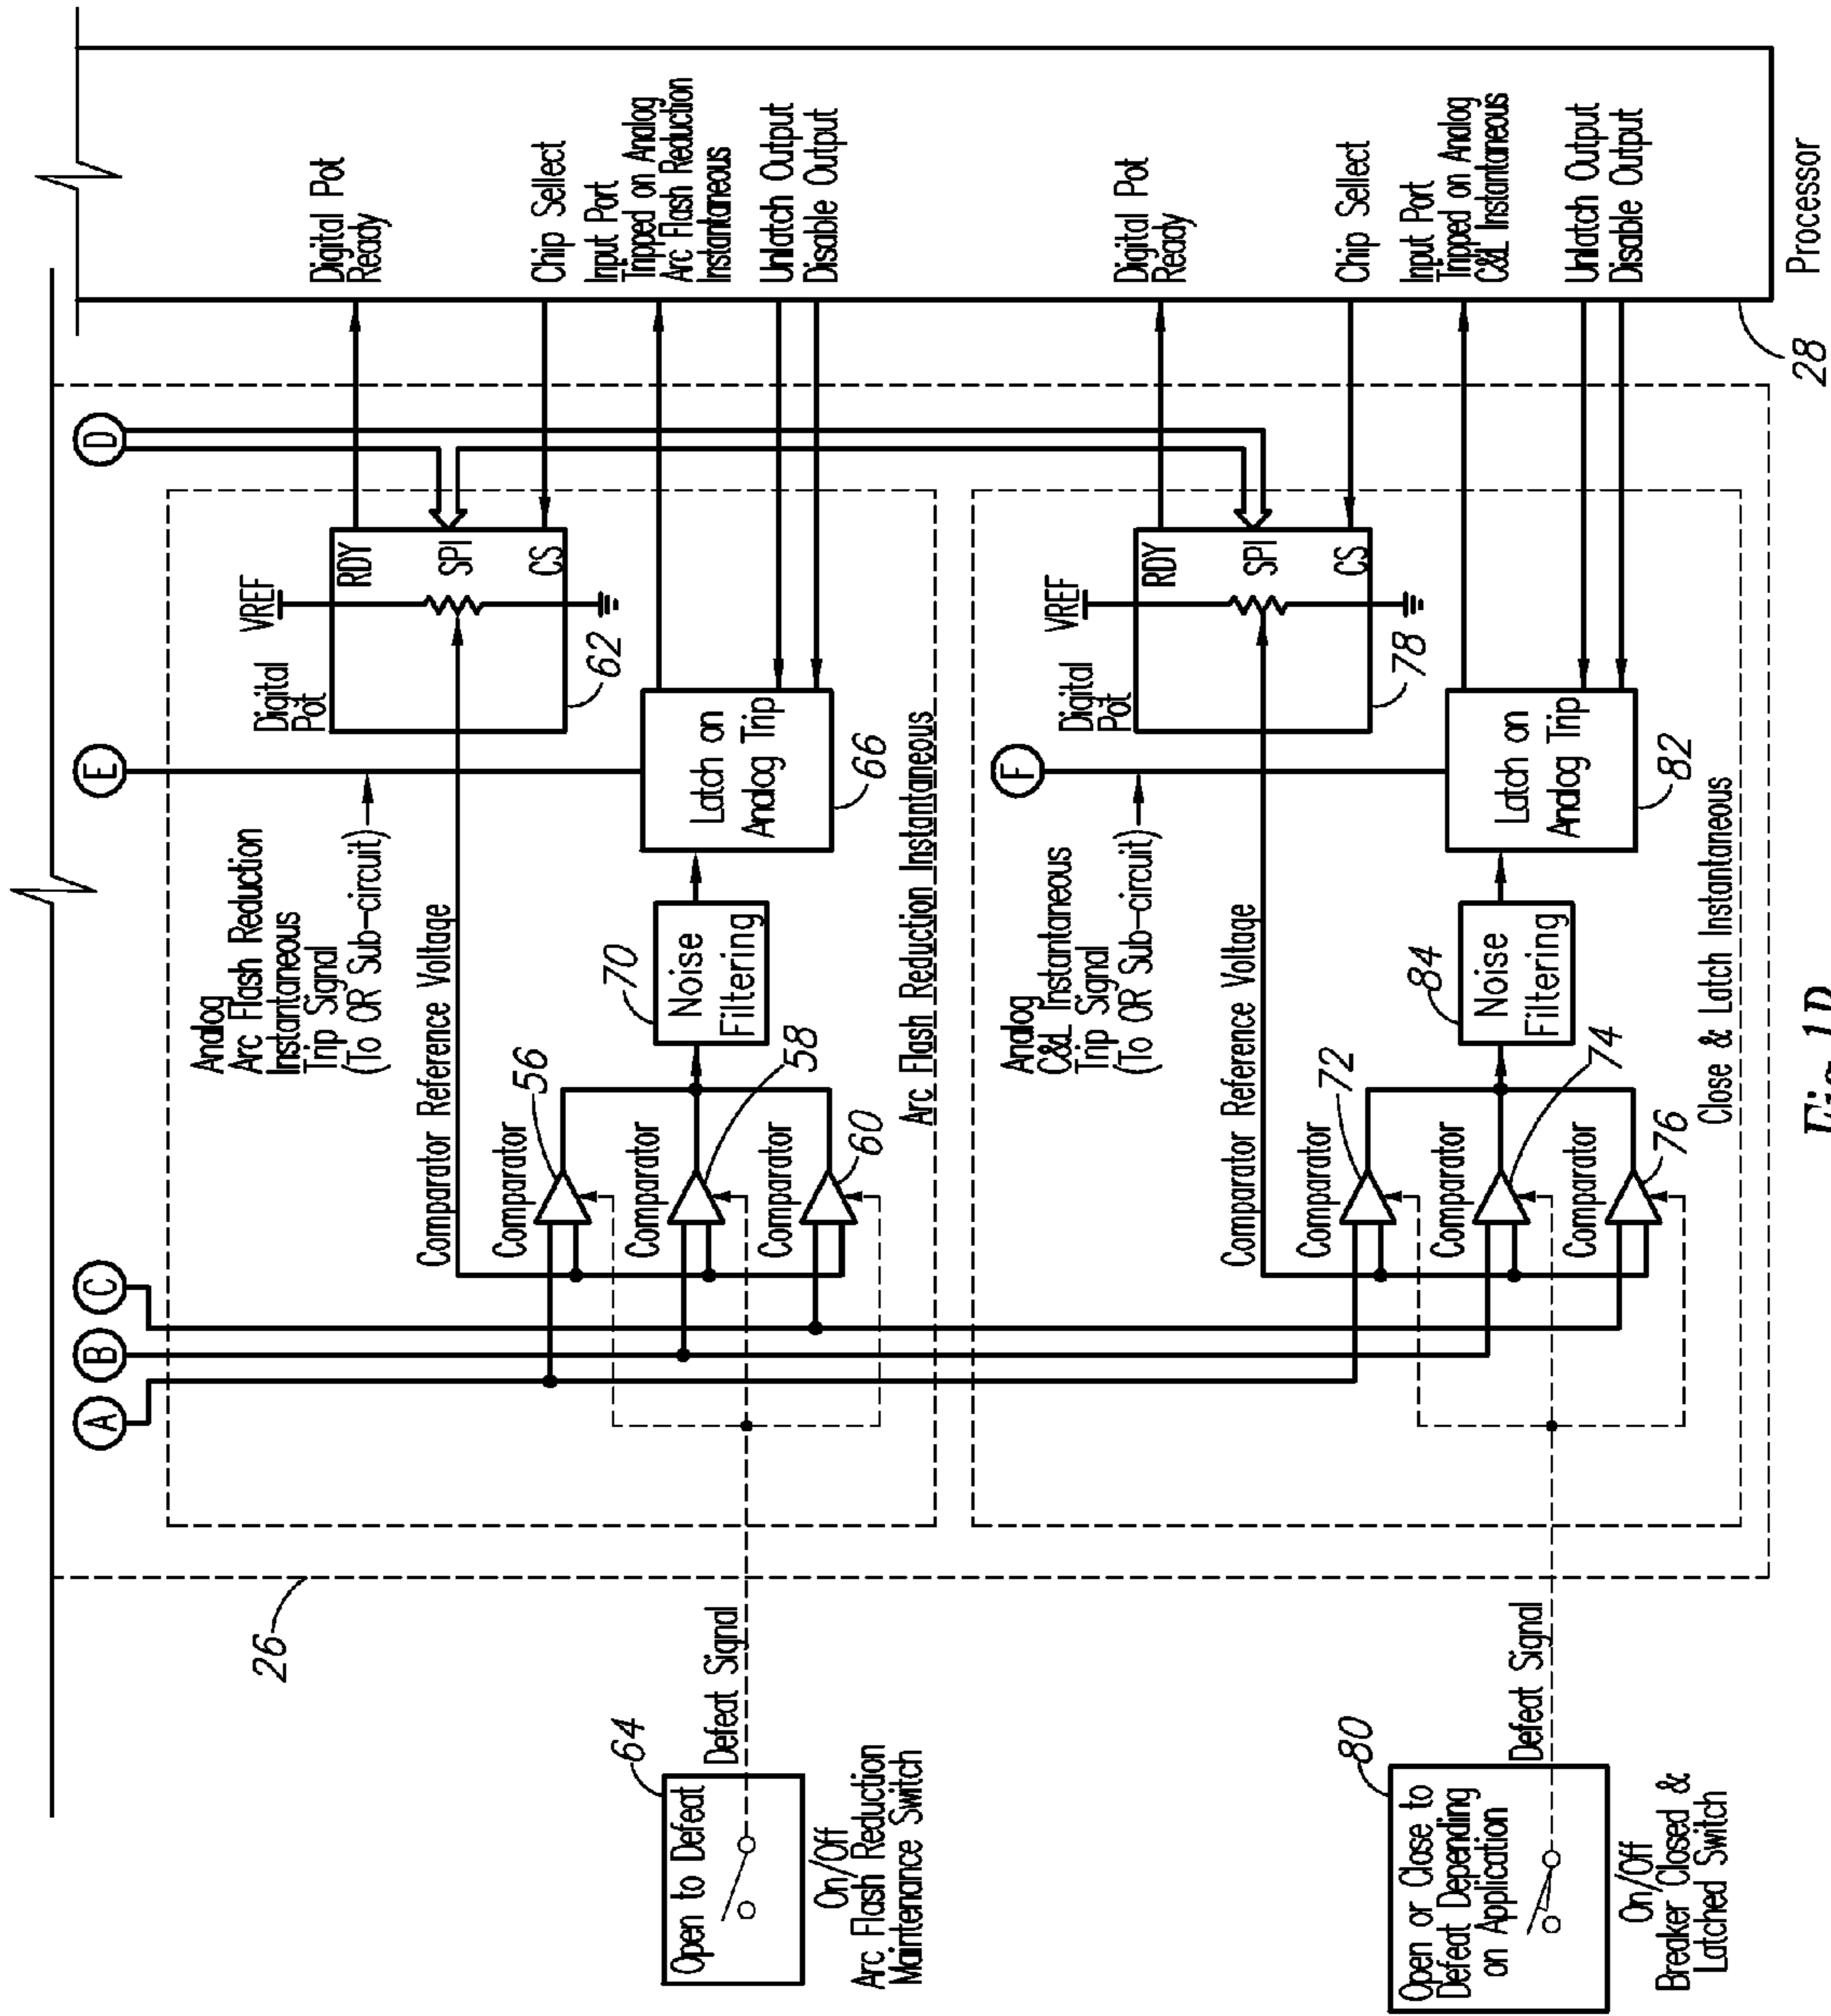 A
B
C
E
D
26
Analog
Arc Flash Reduction
Instantaneous
Trip Signal
(To OR Sub-circuit)
Digital
Pot
VREF
RDY
SPI
CS
62
Digital Pot
Ready
Chip Sellect
Input Port
Tripped on Analog
Arc Flash Reduction
Instantaneous
Unlatch Output
Disable Output
Comparator Reference Voltage
Comparator
56
Comparator
58
Comparator
60
70
Noise
Filtering
Latch on
Analog Trip
66
Arc Flash Reduction Instantaneous
64
Open to Defeat
Defeat Signal
On/Off
Arc Flash Reduction
Maintenance Switch
F
Analog
C&L Instantaneous
Trip Signal
(To OR Sub-circuit)
Digital
Pot
VREF
RDY
SPI
CS
78
Digital Pot
Ready
Chip Sellect
Input Port
Tripped on Analog
C&L Instantaneous
Unlatch Output
Disable Output
Comparator Reference Voltage
Comparator
72
Comparator
74
Comparator
76
84
Noise
Filtering
Latch on
Analog Trip
82
Close & Latch Instantaneous
80
Open or Close to
Defeat Depending
on Application
Defeat Signal
On/Off
Breaker Closed &
Latched Switch
28
Processor
Fig. 1D